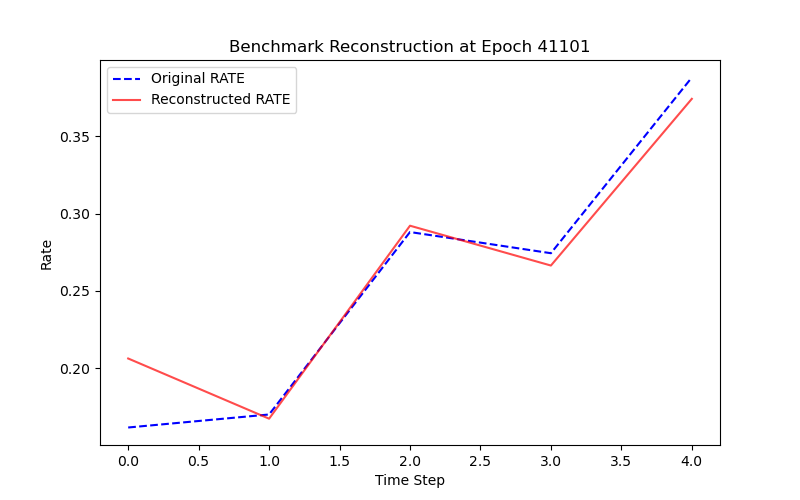 Benchmark Reconstruction at Epoch 41101
Original RATE
Reconstructed RATE
0.35
0.30
0.25
0.20
Rate
0.0 0.5 1.0 1.5 2.0 2.5 3.0 3.5 4.0
Time Step